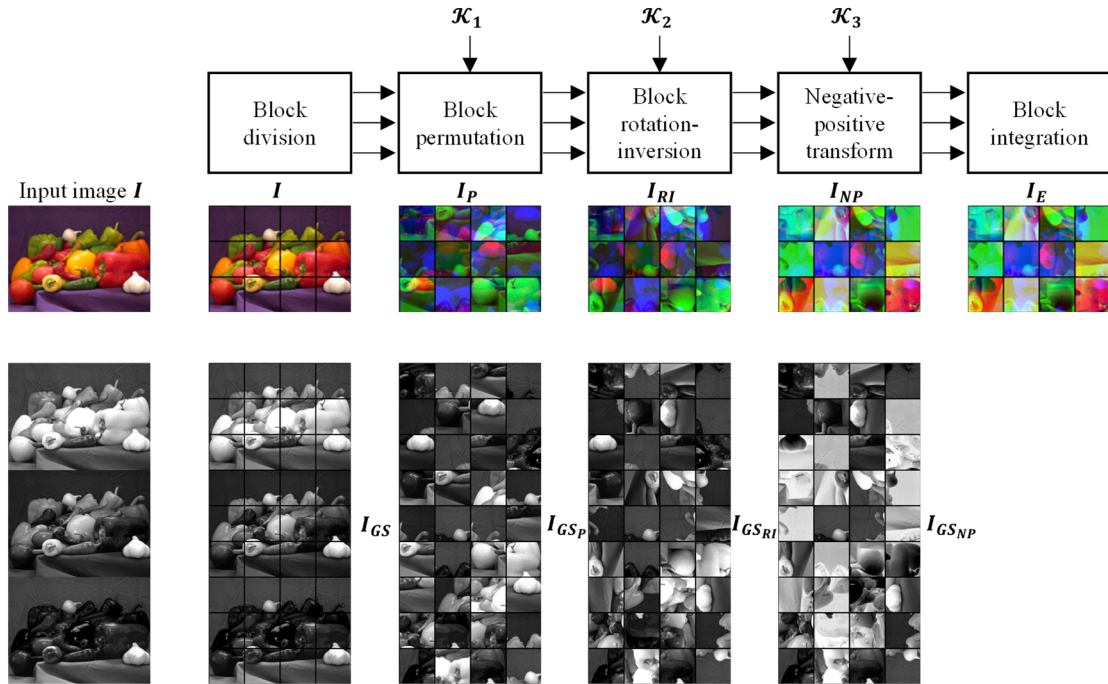 𝒦₁ 𝒦₂ 𝒦₃
Block
division
Block
permutation
Block
rotation-
inversion
Negative-
positive
transform
Block
integration
Input image I
I
I_P
I_RI
I_NP
I_E
I_GS
I_GS_P
I_GS_RI
I_GS_NP